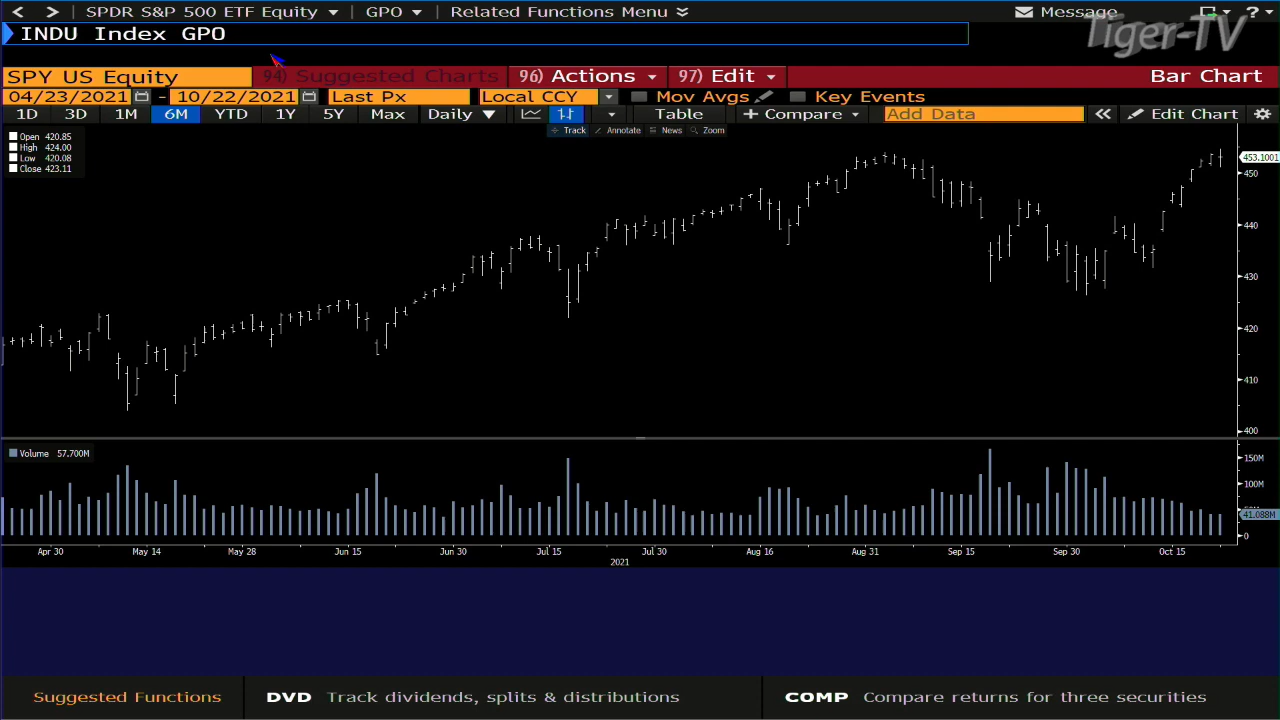 SPDR S&P 500 ETF Equity GPO Related Functions Menu Message ?
Tiger-TV
INDU Index GPO
SPY US Equity 94) Suggested Charts 96) Actions 97) Edit Bar Chart
04/23/2021 - 10/22/2021 Last Px Local CCY Mov Avgs Key Events
1D 3D 1M 6M YTD 1Y 5Y Max Daily Table + Compare Add Data Edit Chart
Track Annotate News Zoom
Open 420.85
High 424.00
Low 420.08
Close 423.11
453.1001
450
440
430
420
410
400
Volume 57.700M
150M
100M
41.088M
0
Apr 30 May 14 May 28 Jun 15 Jun 30 Jul 15 Jul 30 Aug 16 Aug 31 Sep 15 Sep 30 Oct 15
2021
Suggested Functions DVD Track dividends, splits & distributions COMP Compare returns for three securities